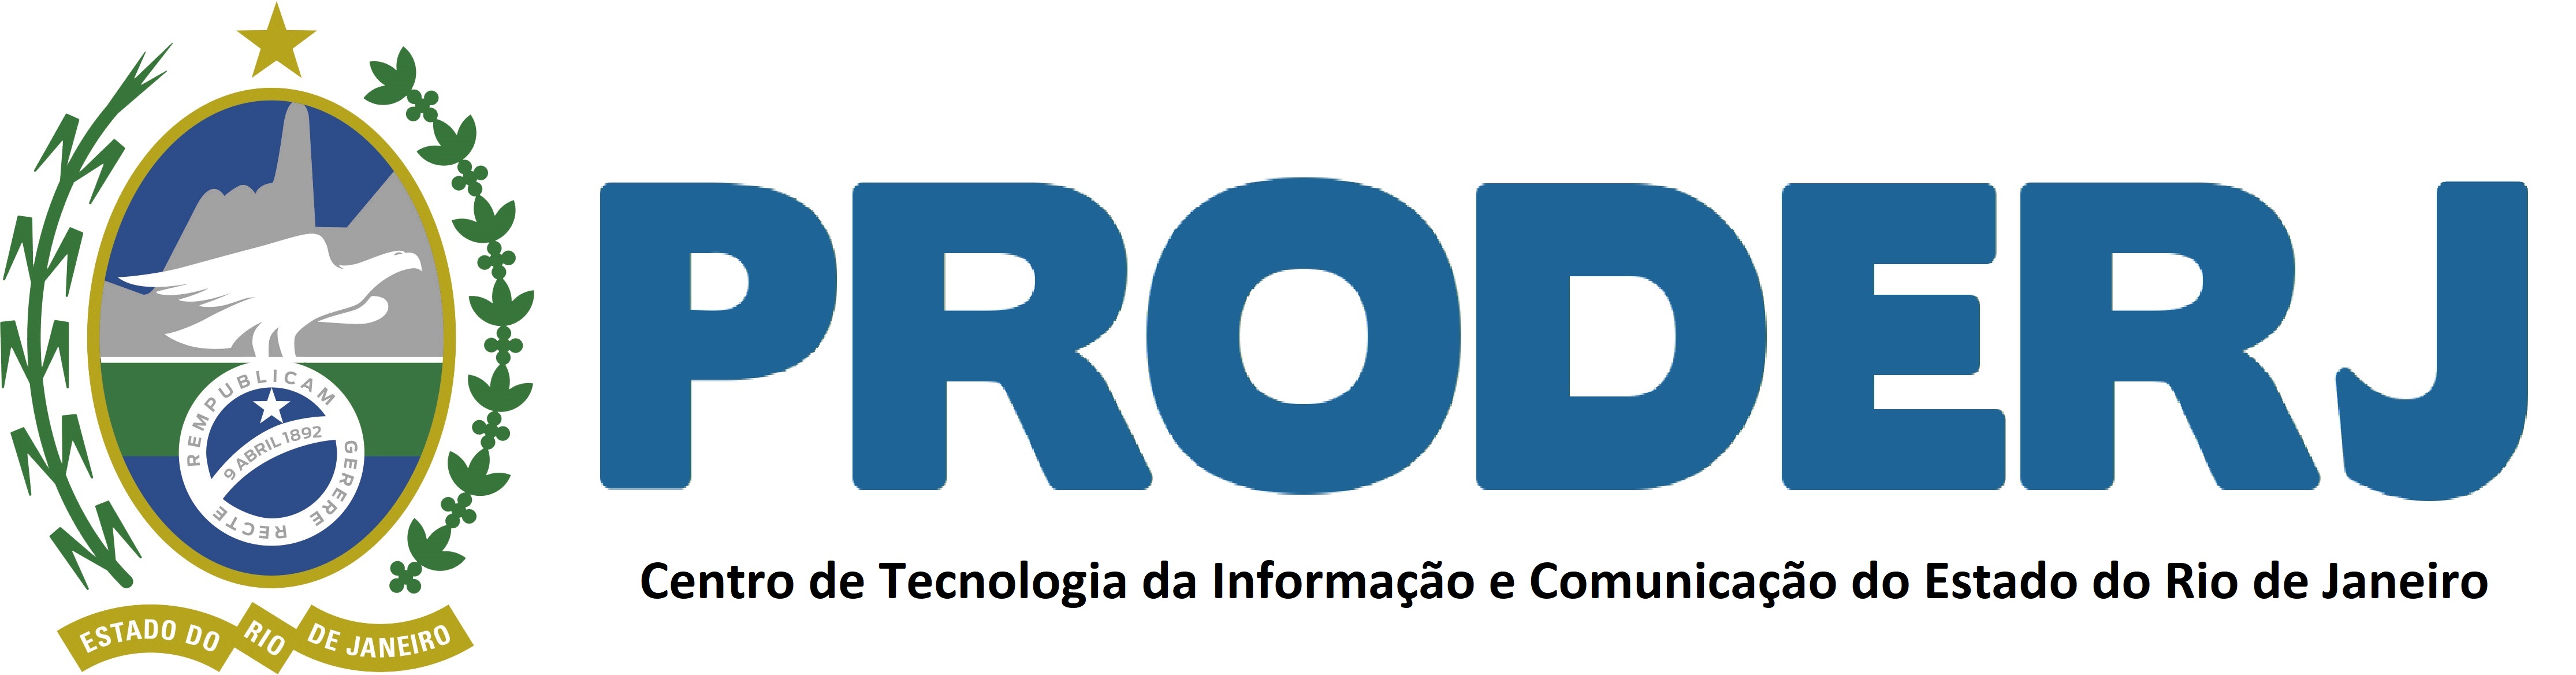 REMPUBLICAM GERERE RECTE
9 ABRIL 1892
ESTADO DO RIO DE JANEIRO
PRODERJ
Centro de Tecnologia da Informação e Comunicação do Estado do Rio de Janeiro